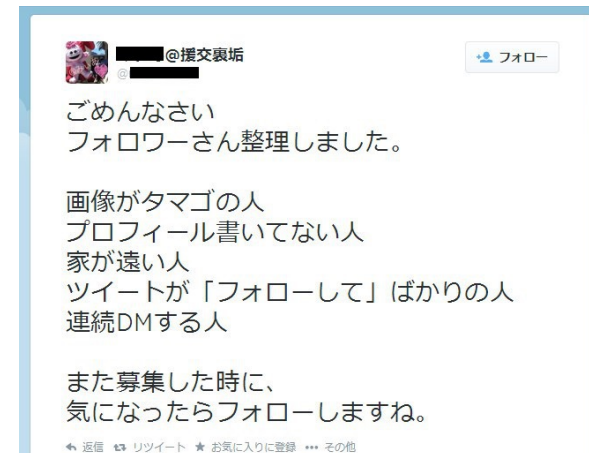 @援交裏垢
@
フォロー
ごめんなさい
フォロワーさん整理しました。
画像がタマゴの人
プロフィール書いてない人
家が遠い人
ツイートが「フォローして」ばかりの人
連続DMする人
また募集した時に、
気になったらフォローしますね。
返信 リツイート お気に入りに登録 その他